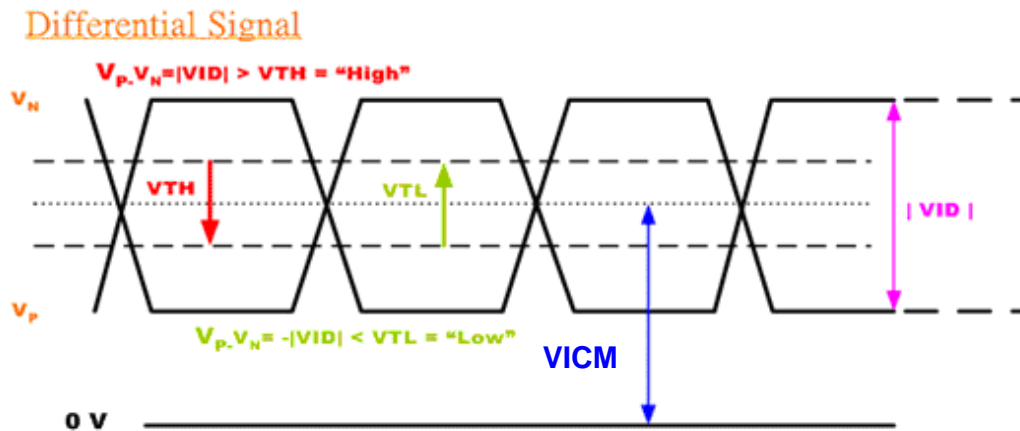 Differential Signal
VP-VN=|VID| > VTH = “High”
VN
VTH
VTL
| VID |
VP
VP-VN= -|VID| < VTL = “Low”
VICM
0 V